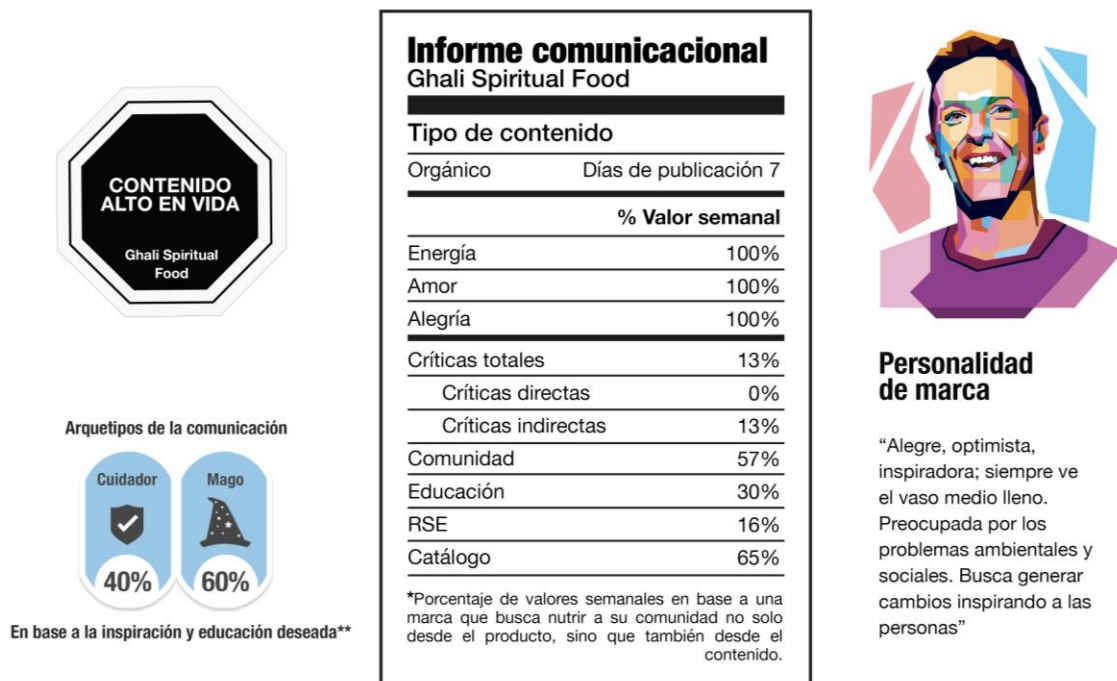 CONTENIDO
ALTO EN VIDA
Ghali Spiritual
Food
Arquetipos de la comunicación
Cuidador
40%
Mago
60%
En base a la inspiración y educación deseada**
Informe comunicacional
Ghali Spiritual Food
Tipo de contenido
Orgánico Días de publicación 7
% Valor semanal
Energía 100%
Amor 100%
Alegría 100%
Críticas totales 13%
Críticas directas 0%
Críticas indirectas 13%
Comunidad 57%
Educación 30%
RSE 16%
Catálogo 65%
*Porcentaje de valores semanales en base a una
marca que busca nutrir a su comunidad no solo
desde el producto, sino que también desde el
contenido.
Personalidad
de marca
“Alegre, optimista,
inspiradora; siempre ve
el vaso medio lleno.
Preocupada por los
problemas ambientales y
sociales. Busca generar
cambios inspirando a las
personas”